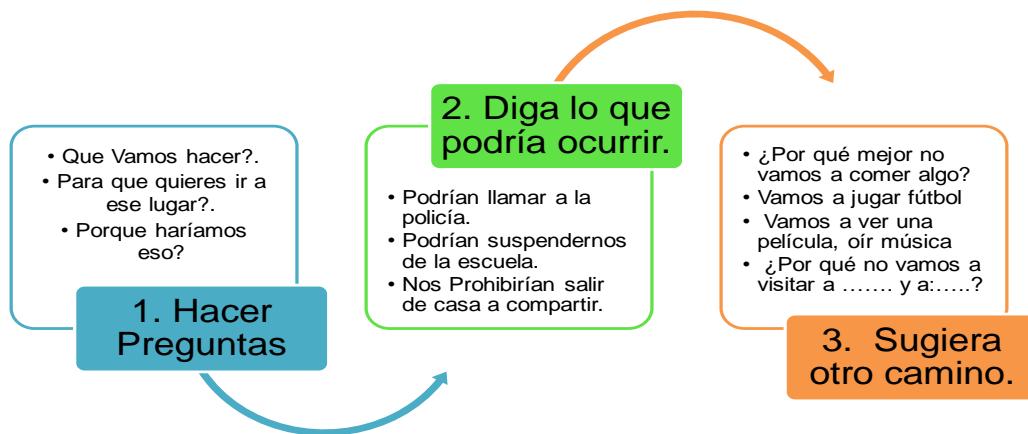 • Que Vamos hacer?.
• Para que quieres ir a
ese lugar?.
• Porque haríamos
eso?
1. Hacer
Preguntas
2. Diga lo que
podría ocurrir.
• Podrían llamar a la
policía.
• Podrían suspendernos
de la escuela.
• Nos Prohibirían salir
de casa a compartir.
• ¿Por qué mejor no
vamos a comer algo?
• Vamos a jugar fútbol
• Vamos a ver una
película, oír música
• ¿Por qué no vamos a
visitar a ……. y a:…..?
3. Sugiera
otro camino.